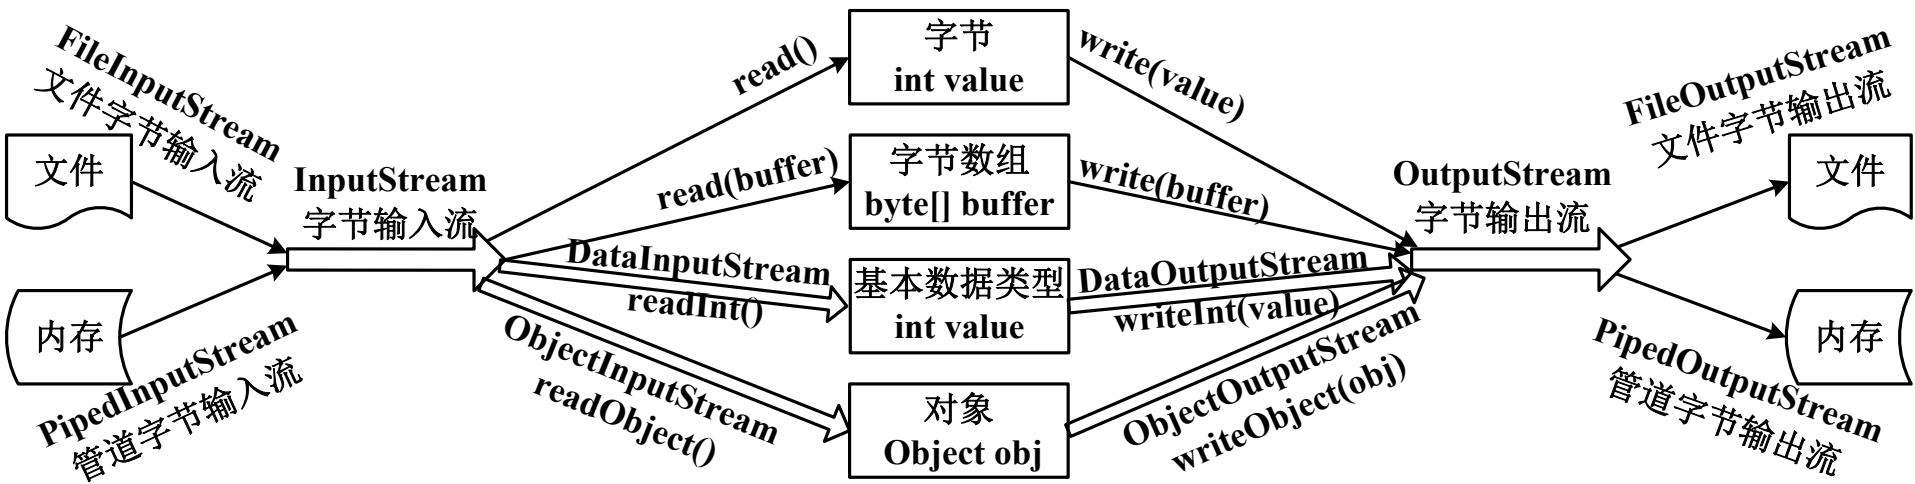 FileInputStream
文件字节输入流
文件
内存
PipedInputStream
管道字节输入流
InputStream
字节输入流
read()
read(buffer)
DataInputStream
readInt()
ObjectInputStream
readObject()
字节
int value
字节数组
byte[] buffer
基本数据类型
int value
对象
Object obj
write(value)
write(buffer)
DataOutputStream
writeInt(value)
ObjectOutputStream
writeObject(obj)
OutputStream
字节输出流
FileOutputStream
文件字节输出流
文件
内存
PipedOutputStream
管道字节输出流